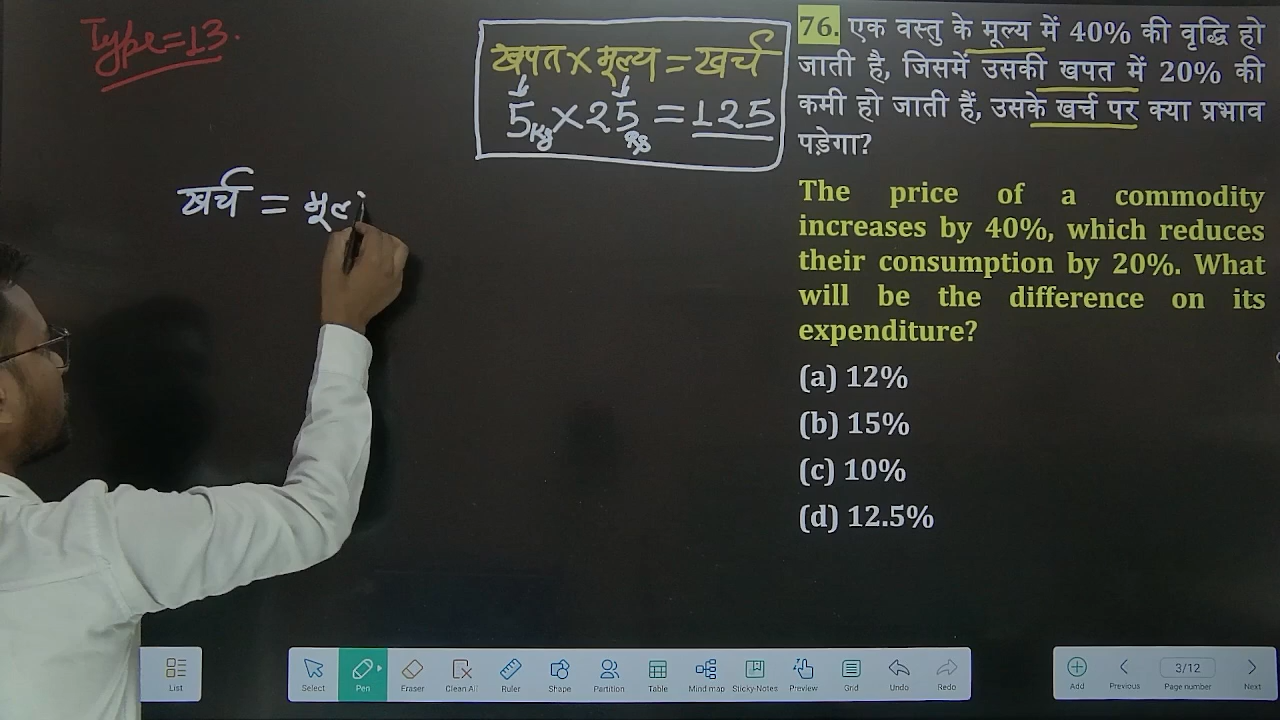 Type=13.
खपत × मूल्य = खर्च
5kg × 25 Rs = 125
खर्च = मूल
76. एक वस्तु के मूल्य में 40% की वृद्धि हो
जाती है, जिसमें उसकी खपत में 20% की
कमी हो जाती हैं, उसके खर्च पर क्या प्रभाव
पड़ेगा?
The price of a commodity
increases by 40%, which reduces
their consumption by 20%. What
will be the difference on its
expenditure?
(a) 12%
(b) 15%
(c) 10%
(d) 12.5%
List
Select Pen Eraser Clean All Ruler Shape Partition Table Mind map Sticky-Notes Preview Grid Undo Redo
3/12
Add Previous Page number Next